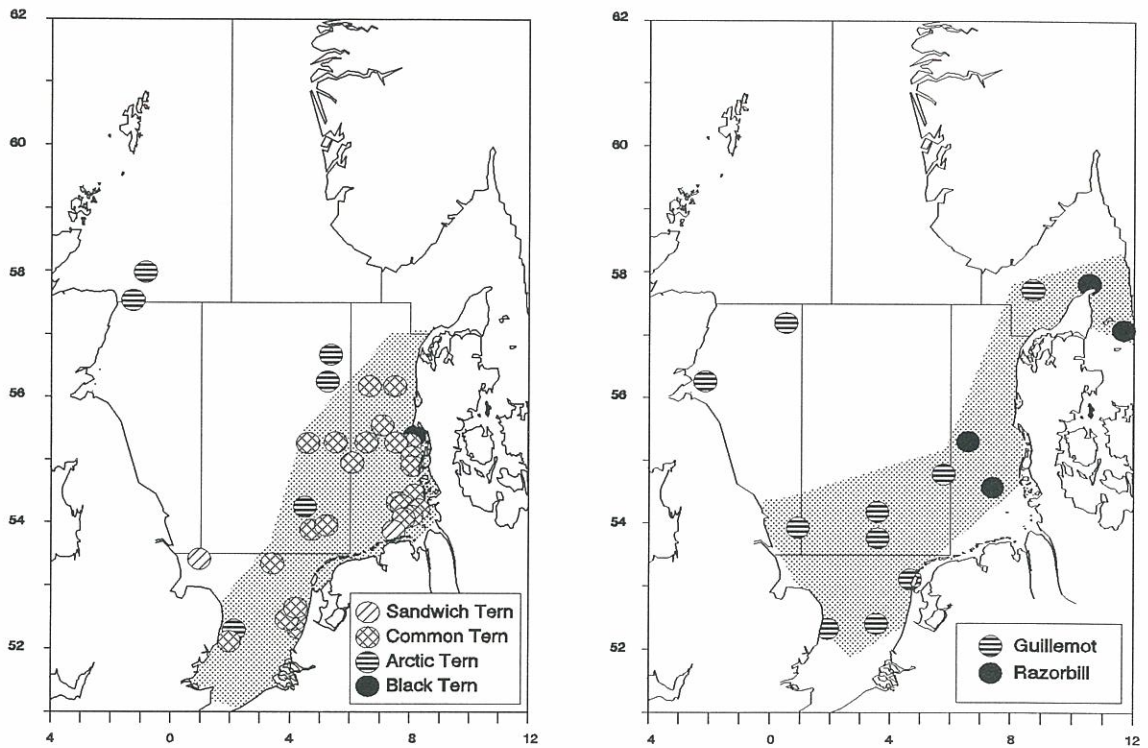 62
60
58
56
54
52
4 0 4 8 12
Sandwich Tern
Common Tern
Arctic Tern
Black Tern
62
60
58
56
54
52
4 0 4 8 12
Guillemot
Razorbill